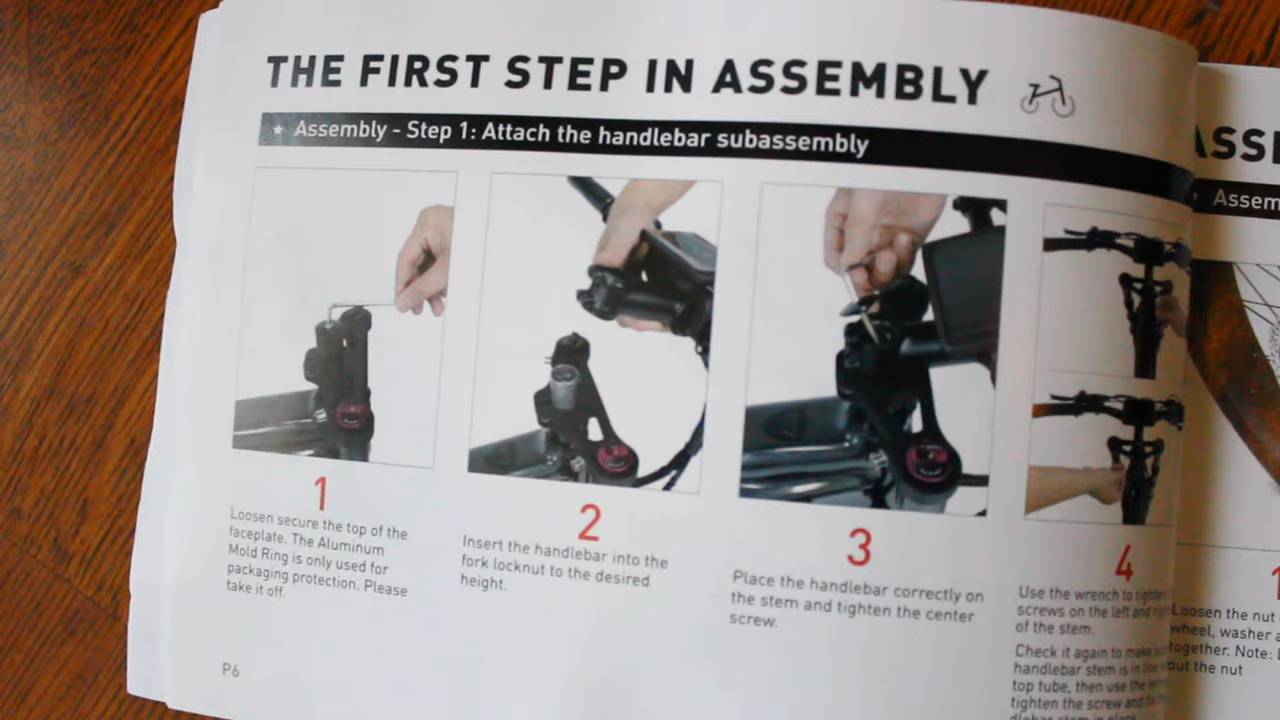 THE FIRST STEP IN ASSEMBLY
★ Assembly - Step 1: Attach the handlebar subassembly
1
Loosen secure the top of the
faceplate. The Aluminum
Mold Ring is only used for
packaging protection. Please
take it off.
2
Insert the handlebar into the
fork locknut to the desired
height.
3
Place the handlebar correctly on
the stem and tighten the center
screw.
4
Use the wrench to tighten
screws on the left and
of the stem.
Check it again to make
handlebar stem is in
top tube, then use the
tighten the screw and
stem is
P6
1
Loosen the nut
wheel, washer
together. Note:
but the nut